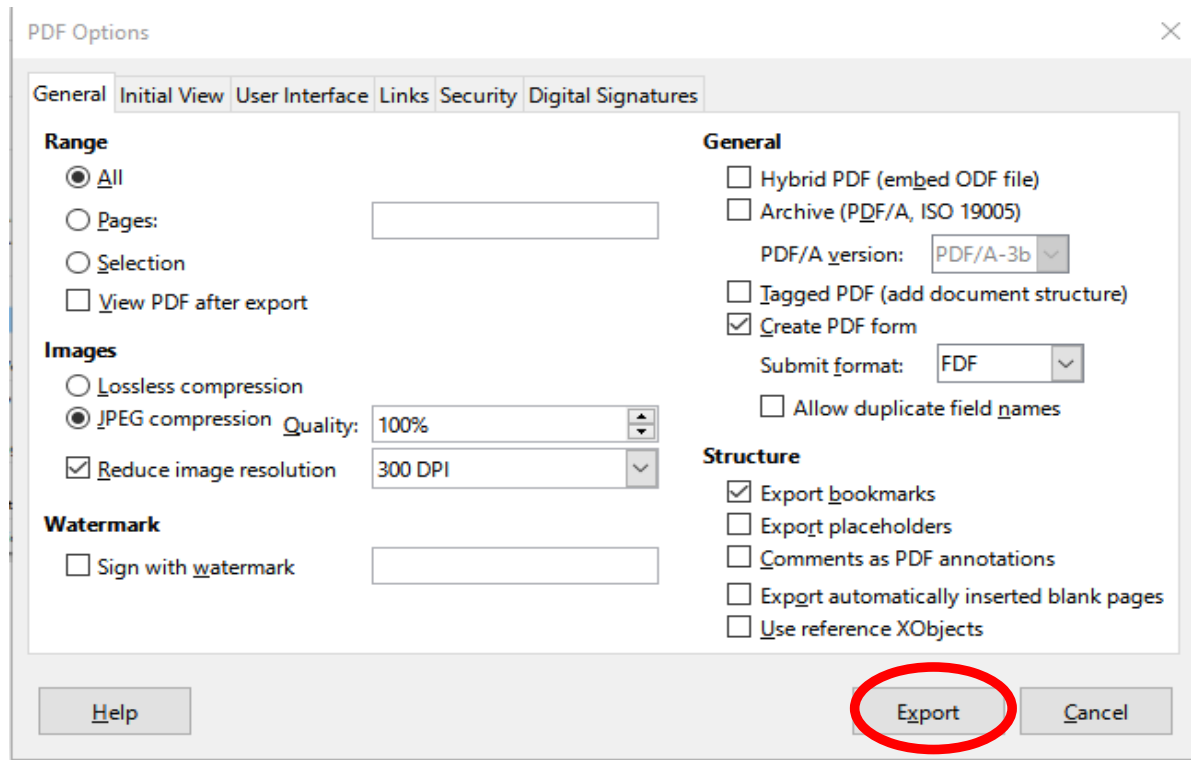 PDF Options
General Initial View User Interface Links Security Digital Signatures
Range
All
Pages:
Selection
View PDF after export
Images
Lossless compression
JPEG compression Quality: 100%
Reduce image resolution 300 DPI
Watermark
Sign with watermark
General
Hybrid PDF (embed ODF file)
Archive (PDF/A, ISO 19005)
PDF/A version: PDF/A-3b
Tagged PDF (add document structure)
Create PDF form
Submit format: FDF
Allow duplicate field names
Structure
Export bookmarks
Export placeholders
Comments as PDF annotations
Export automatically inserted blank pages
Use reference XObjects
Help Export Cancel